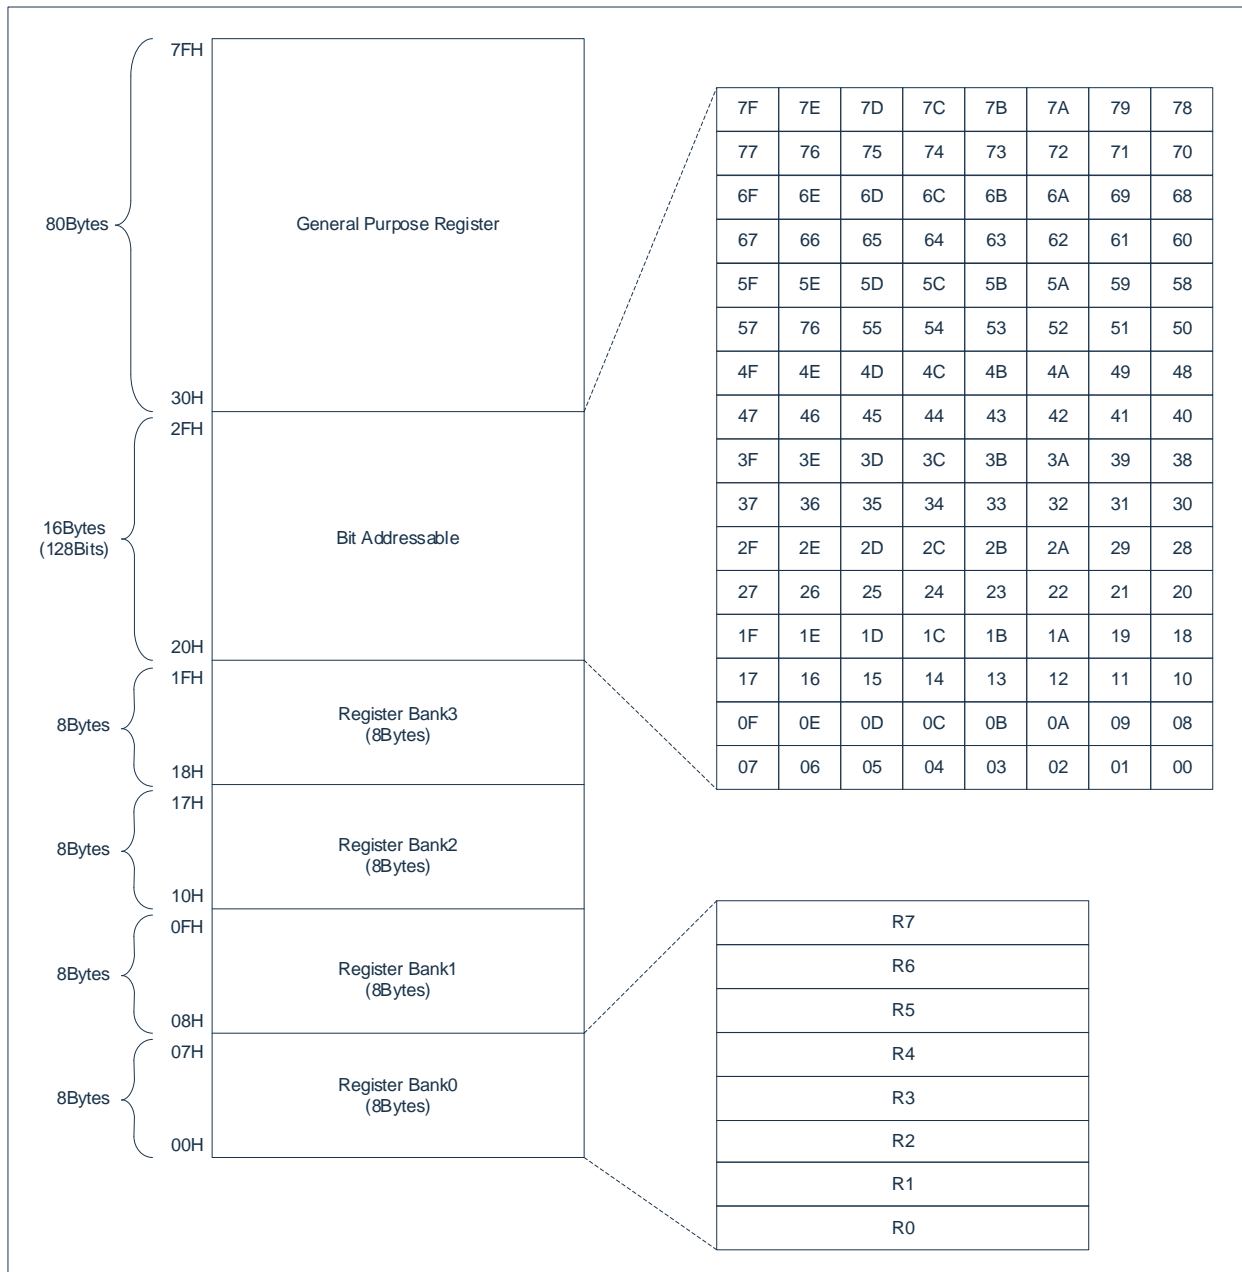 7FH
80Bytes
General Purpose Register
30H
2FH
16Bytes
(128Bits)
Bit Addressable
20H
1FH
8Bytes
Register Bank3
(8Bytes)
18H
17H
8Bytes
Register Bank2
(8Bytes)
10H
0FH
8Bytes
Register Bank1
(8Bytes)
08H
07H
8Bytes
Register Bank0
(8Bytes)
00H
7F 7E 7D 7C 7B 7A 79 78
77 76 75 74 73 72 71 70
6F 6E 6D 6C 6B 6A 69 68
67 66 65 64 63 62 61 60
5F 5E 5D 5C 5B 5A 59 58
57 76 55 54 53 52 51 50
4F 4E 4D 4C 4B 4A 49 48
47 46 45 44 43 42 41 40
3F 3E 3D 3C 3B 3A 39 38
37 36 35 34 33 32 31 30
2F 2E 2D 2C 2B 2A 29 28
27 26 25 24 23 22 21 20
1F 1E 1D 1C 1B 1A 19 18
17 16 15 14 13 12 11 10
0F 0E 0D 0C 0B 0A 09 08
07 06 05 04 03 02 01 00
R7
R6
R5
R4
R3
R2
R1
R0